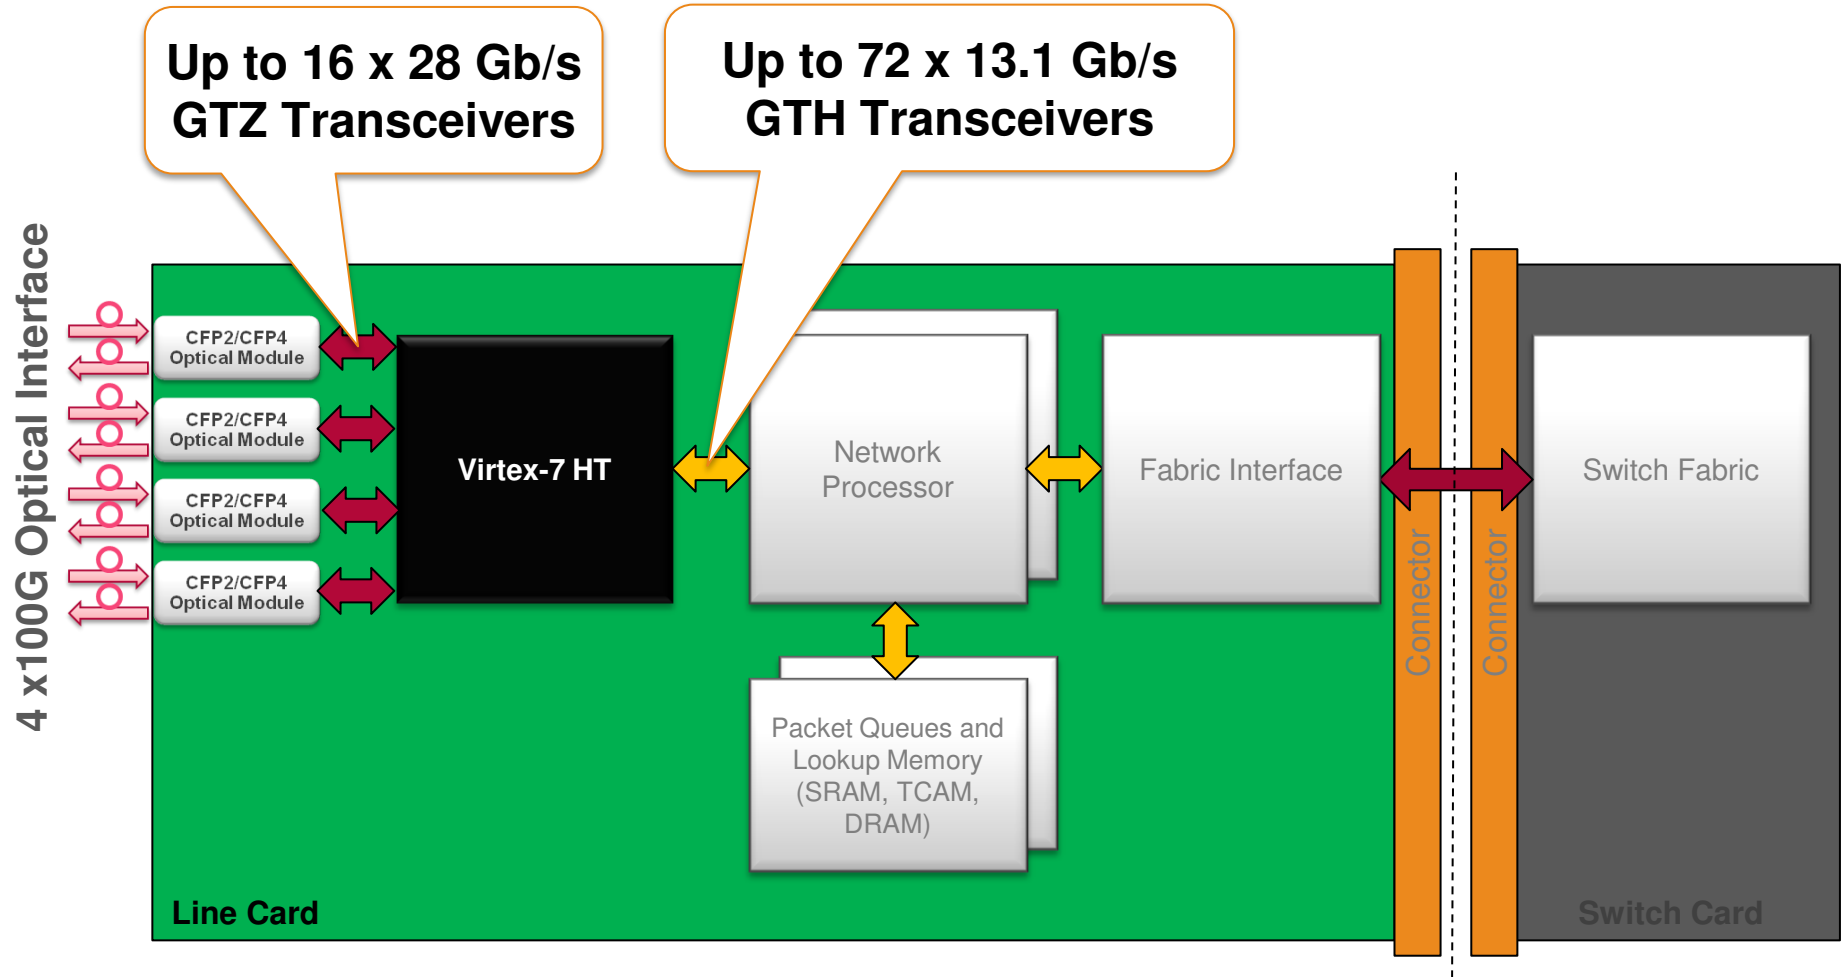 Up to 16 x 28 Gb/s
GTZ Transceivers
Up to 72 x 13.1 Gb/s
GTH Transceivers
4 x100G Optical Interface
CFP2/CFP4
Optical Module
CFP2/CFP4
Optical Module
CFP2/CFP4
Optical Module
CFP2/CFP4
Optical Module
Virtex-7 HT
Network
Processor
Fabric Interface
Connector
Connector
Switch Fabric
Packet Queues and
Lookup Memory
(SRAM, TCAM,
DRAM)
Line Card
Switch Card